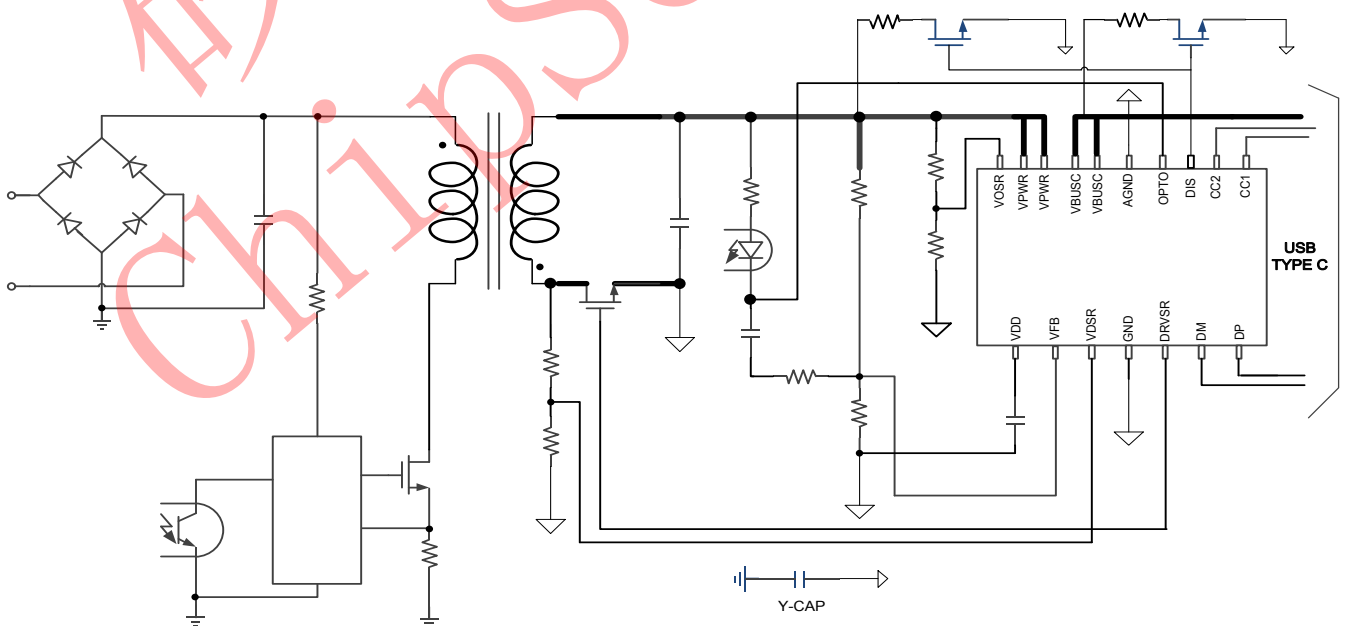 ChipS
VOSR
VPWR
VPWR
VBUSC
VBUSC
AGND
OPTO
DIS
CC2
CC1
USB
TYPE C
VDD
VFB
VDSR
GND
DRVSR
DM
DP
Y-CAP